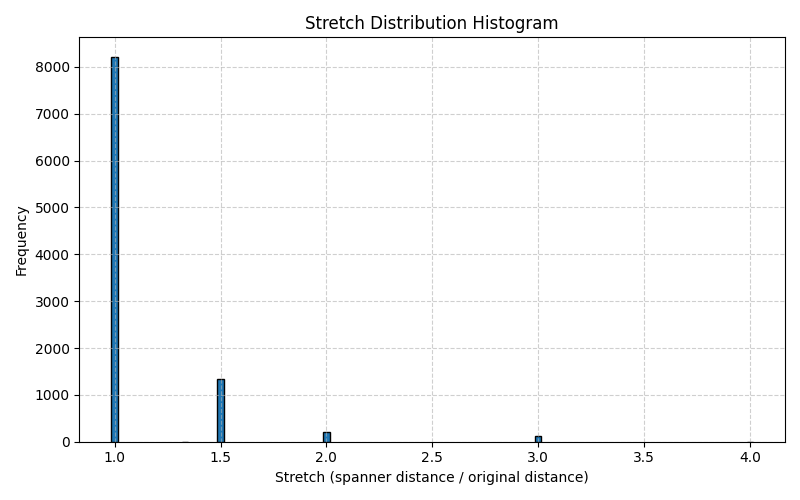 Stretch Distribution Histogram
Frequency
8000
7000
6000
5000
4000
3000
2000
1000
0
1.0 1.5 2.0 2.5 3.0 3.5 4.0
Stretch (spanner distance / original distance)